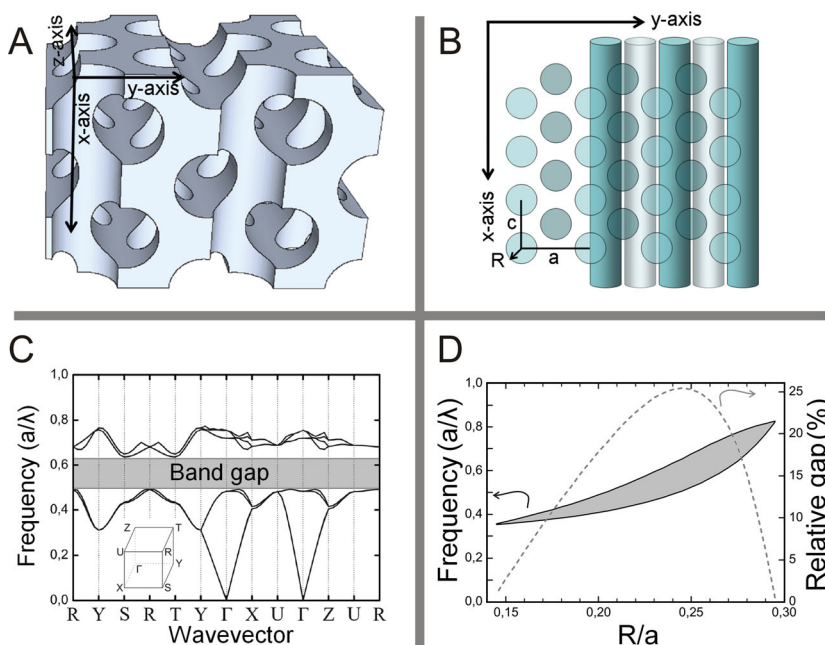 A
z-axis
y-axis
x-axis
B
y-axis
x-axis
c
R
a
C
1,0
0,8
0,6
0,4
0,2
0,0
Frequency (a/λ)
Band gap
Z T
U R
Γ Y
X S
R Y S R T Y Γ X U Γ Z U R
Wavevector
D
1,0
0,8
0,6
0,4
0,2
0,0
Frequency (a/λ)
25
20
15
10
5
0
Relative gap (%)
0,15 0,20 0,25 0,30
R/a